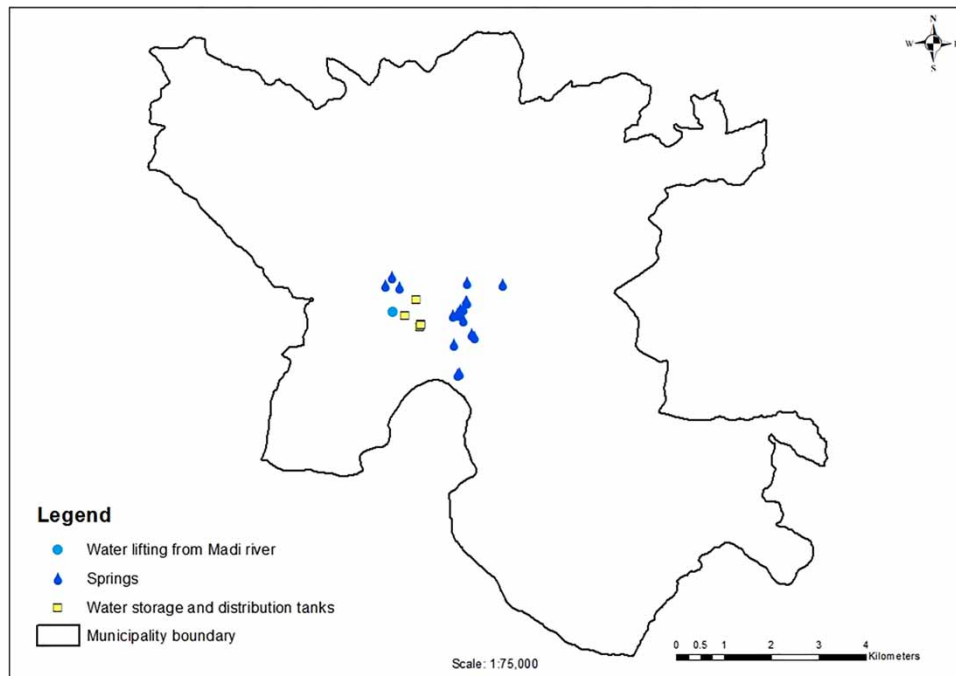 N
W E
S
Legend
Water lifting from Madi river
Springs
Water storage and distribution tanks
Municipality boundary
Scale: 1:75,000
0 0.5 1 2 3 4
Kilometers